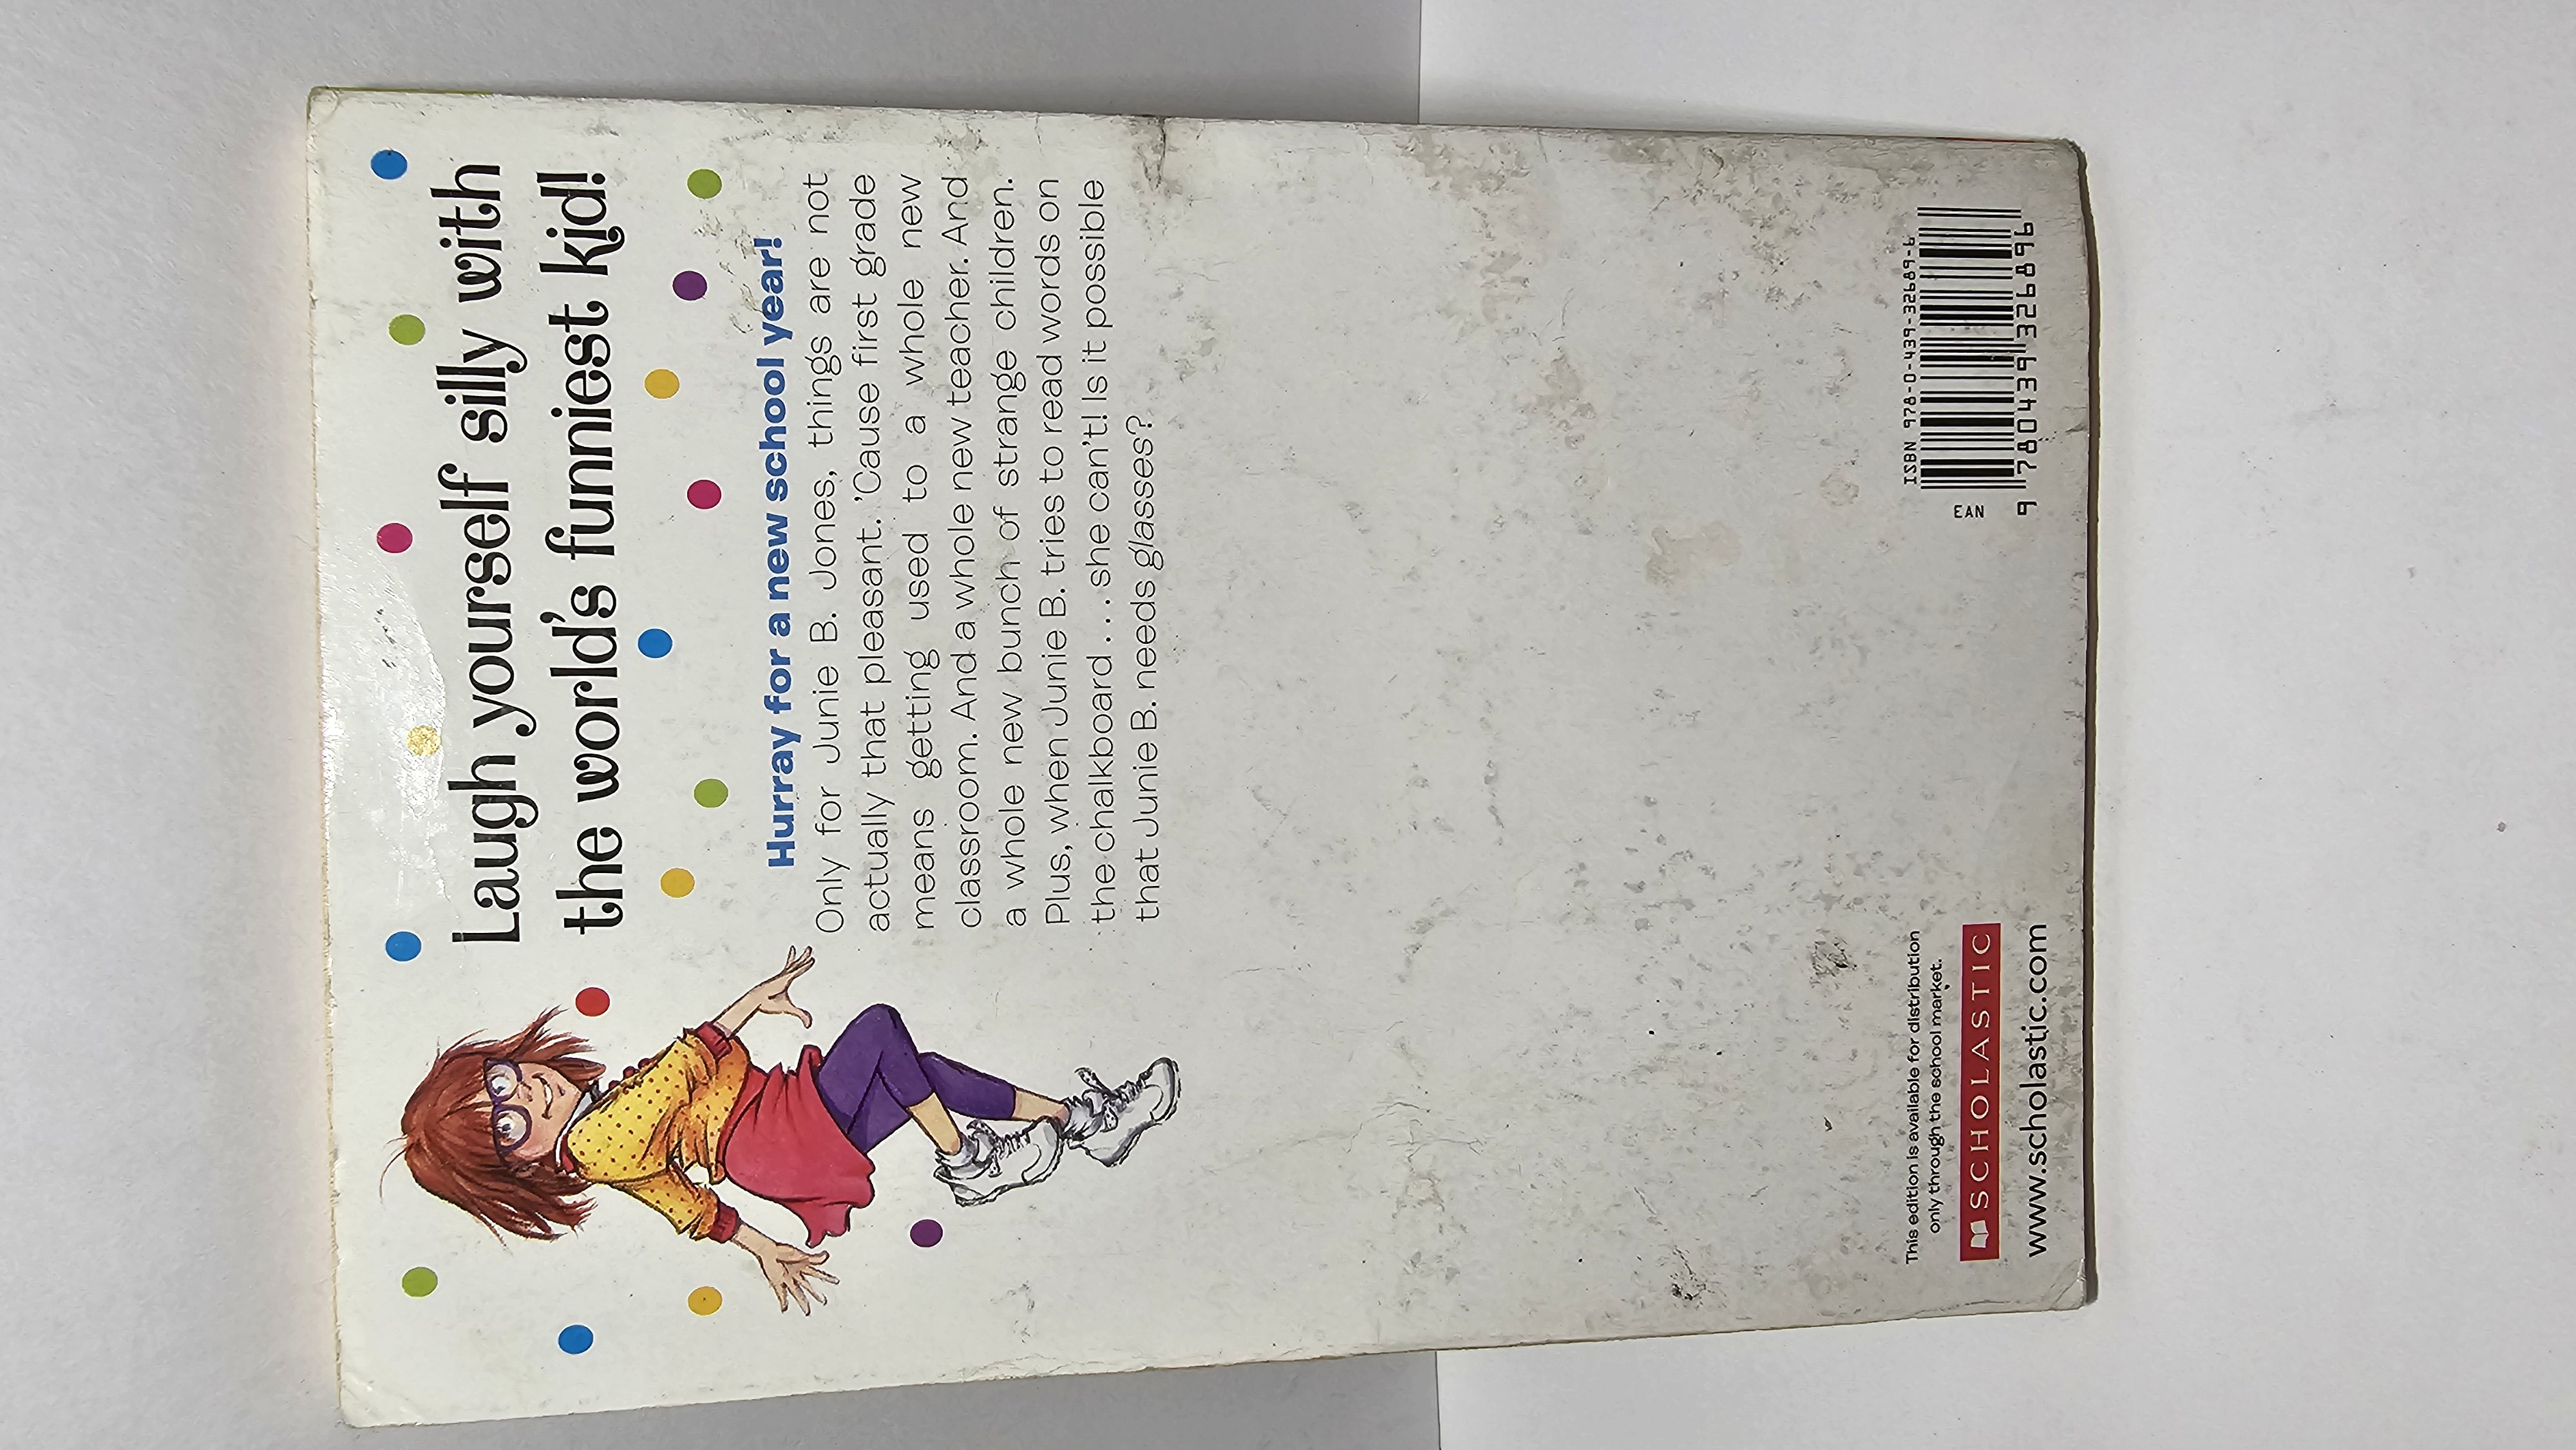 Laugh yourself silly with
the world's funniest kid!
Hurray for a new school year!
Only for Junie B. Jones, things are not
actually that pleasant. 'Cause first grade
means getting used to a whole new
classroom. And a whole new teacher. And
a whole new bunch of strange children.
Plus, when Junie B. tries to read words on
the chalkboard . . . she can't! Is it possible
that Junie B. needs glasses?
This edition is available for distribution
only through the school market.
SCHOLASTIC
www.scholastic.com
ISBN 978-0-439-32689-6
EAN
9 780439 326896